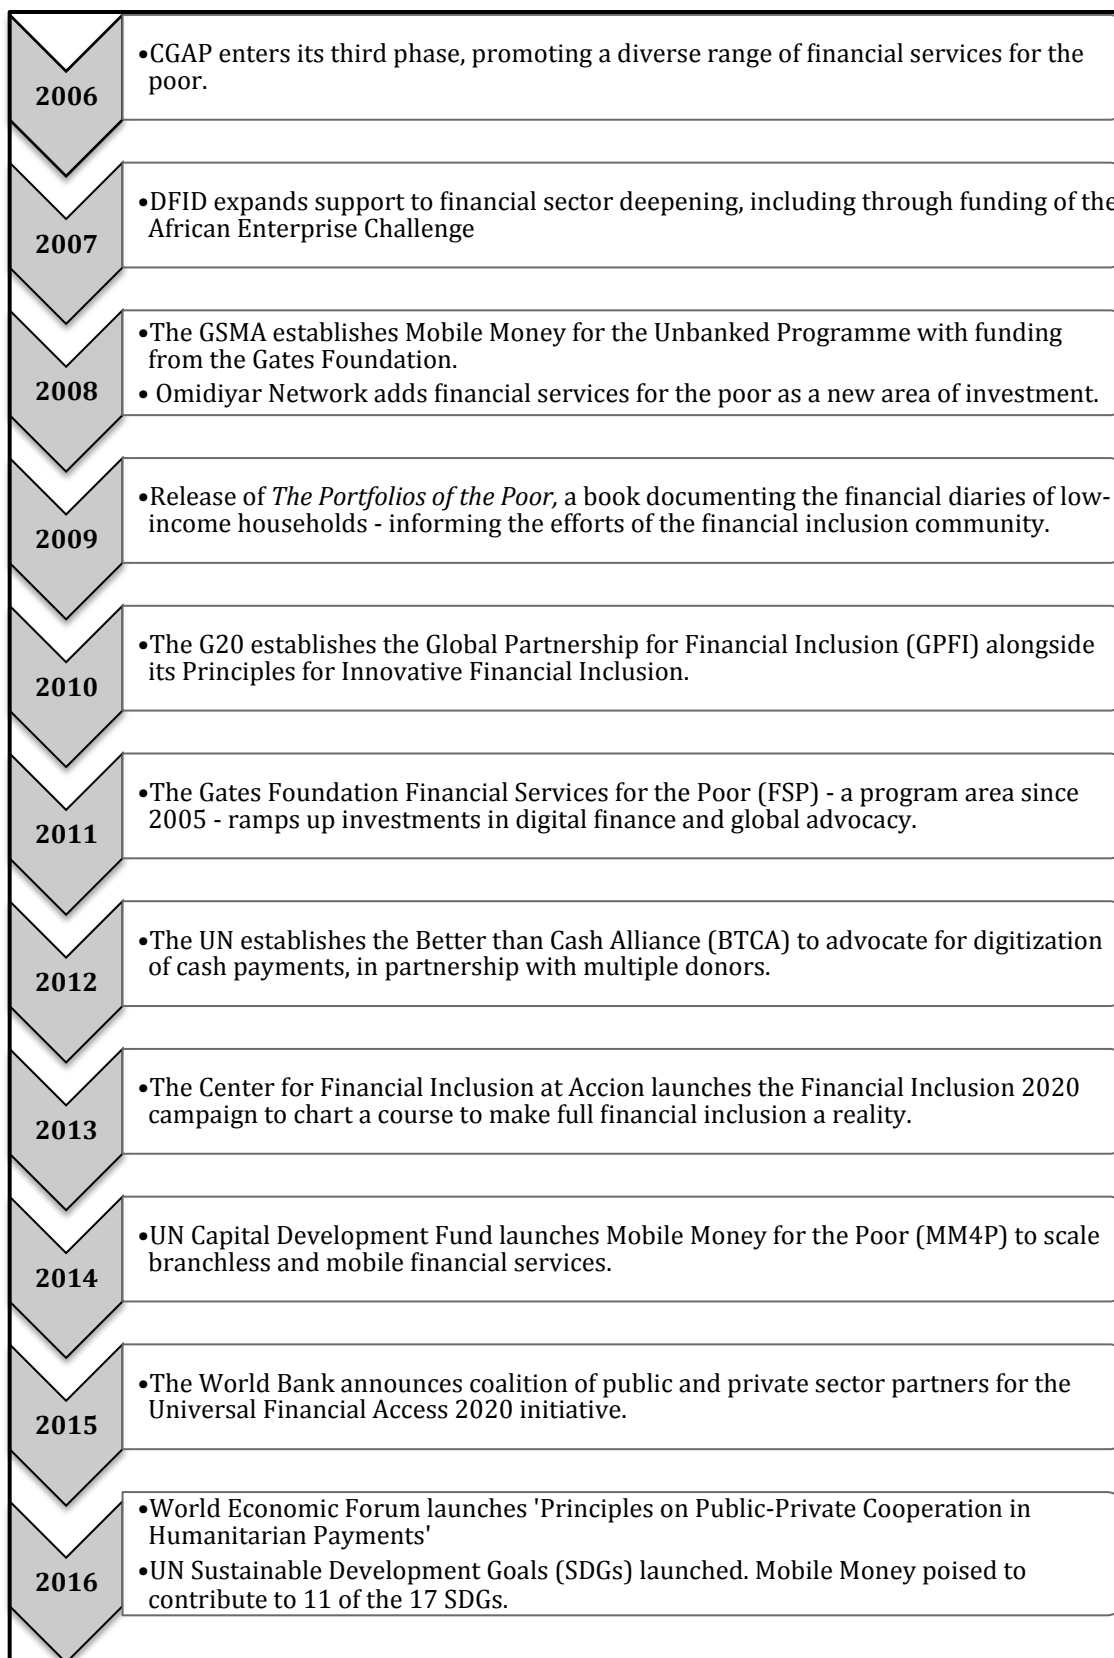 •CGAP enters its third phase, promoting a diverse range of financial services for the
poor.
2006
•DFID expands support to financial sector deepening, including through funding of the
African Enterprise Challenge
2007
•The GSMA establishes Mobile Money for the Unbanked Programme with funding
from the Gates Foundation.
• Omidiyar Network adds financial services for the poor as a new area of investment.
2008
•Release of The Portfolios of the Poor, a book documenting the financial diaries of low-
income households - informing the efforts of the financial inclusion community.
2009
•The G20 establishes the Global Partnership for Financial Inclusion (GPFI) alongside
its Principles for Innovative Financial Inclusion.
2010
•The Gates Foundation Financial Services for the Poor (FSP) - a program area since
2005 - ramps up investments in digital finance and global advocacy.
2011
•The UN establishes the Better than Cash Alliance (BTCA) to advocate for digitization
of cash payments, in partnership with multiple donors.
2012
•The Center for Financial Inclusion at Accion launches the Financial Inclusion 2020
campaign to chart a course to make full financial inclusion a reality.
2013
•UN Capital Development Fund launches Mobile Money for the Poor (MM4P) to scale
branchless and mobile financial services.
2014
•The World Bank announces coalition of public and private sector partners for the
Universal Financial Access 2020 initiative.
2015
•World Economic Forum launches 'Principles on Public-Private Cooperation in
Humanitarian Payments'
•UN Sustainable Development Goals (SDGs) launched. Mobile Money poised to
contribute to 11 of the 17 SDGs.
2016